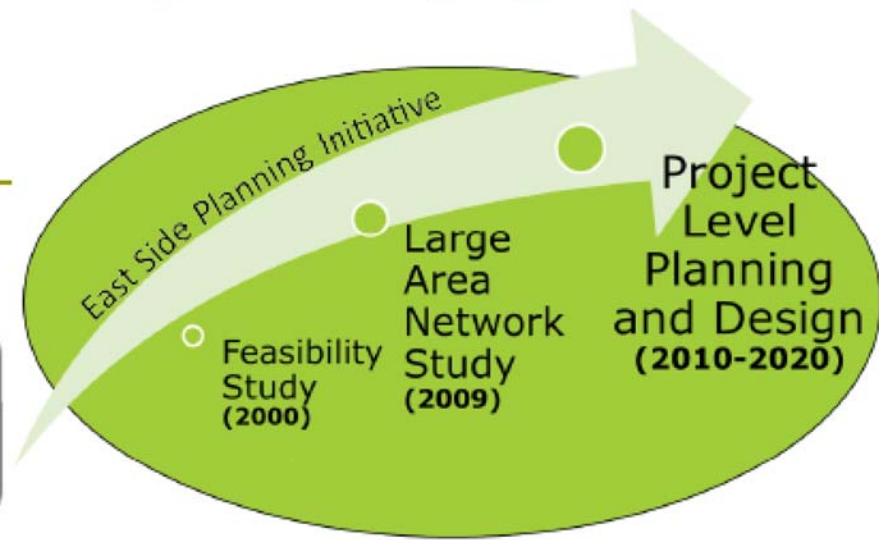 East Side Planning Initiative
Feasibility
Study
(2000)
Large
Area
Network
Study
(2009)
Project
Level
Planning
and Design
(2010-2020)